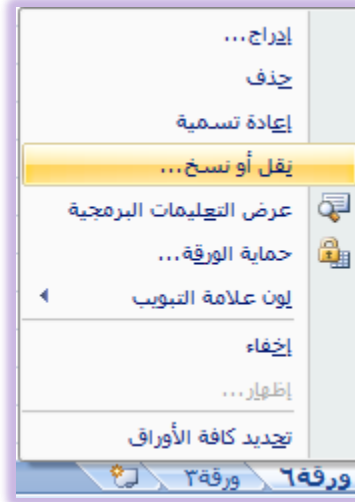 إدراج...
حذف
إعادة تسمية
نقل أو نسخ...
عرض التعليمات البرمجية
حماية الورقة...
لون علامة التبويب
إخفاء
إظهار...
تحديد كافة الأوراق
ورقة٦ ورقة٣